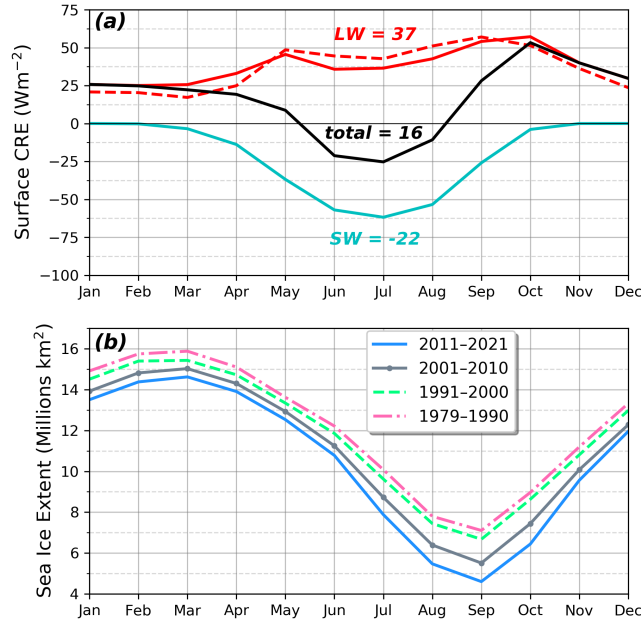 (a)
LW = 37
total = 16
SW = -22
Surface CRE (Wm⁻²)
75
50
25
0
−25
−50
−75
−100
Jan Feb Mar Apr May Jun Jul Aug Sep Oct Nov Dec
(b)
2011–2021
2001–2010
1991–2000
1979–1990
Sea Ice Extent (Millions km²)
16
14
12
10
8
6
4
Jan Feb Mar Apr May Jun Jul Aug Sep Oct Nov Dec